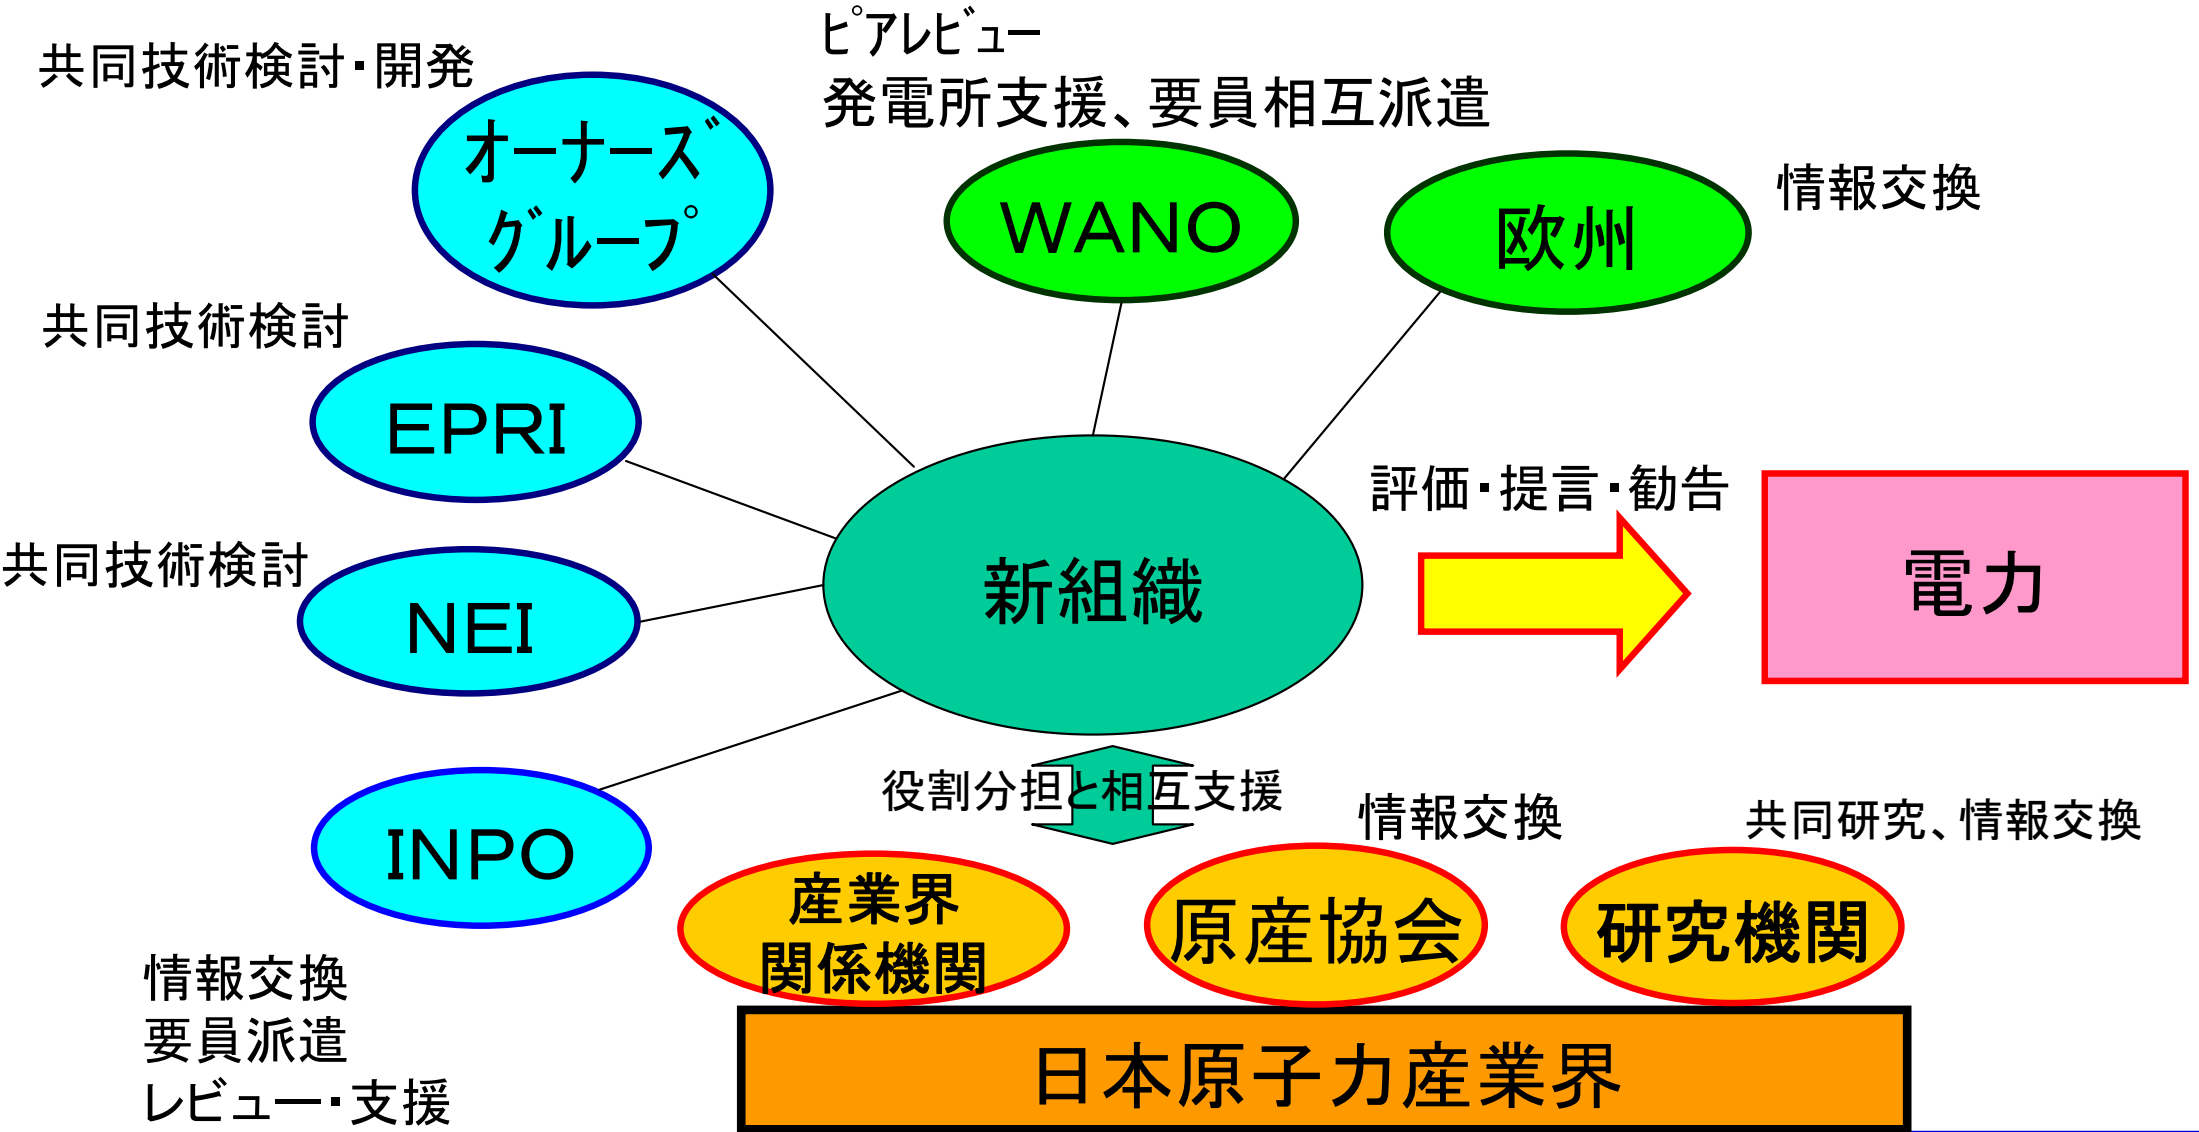 ピアレビュー
発電所支援、要員相互派遣
共同技術検討・開発
オーナーズ
グループ
WANO
欧州
情報交換
共同技術検討
EPRI
評価・提言・勧告
電力
共同技術検討
NEI
新組織
役割分担と相互支援
情報交換
共同研究、情報交換
INPO
産業界
関係機関
原産協会
研究機関
情報交換
要員派遣
レビュー・支援
日本原子力産業界